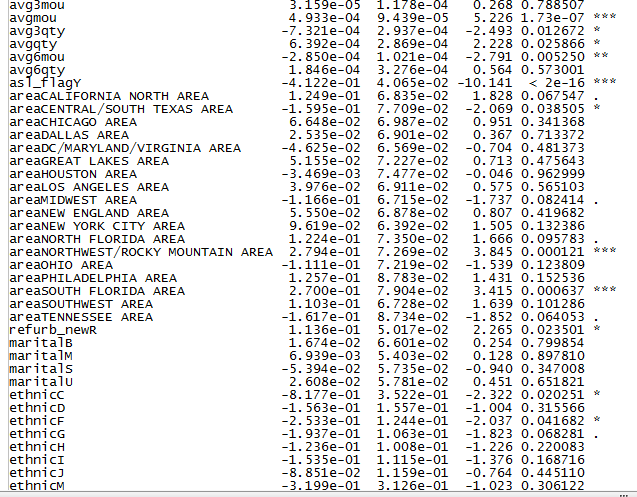 avg3mou 3.159e-05 1.178e-04 0.268 0.788507
avgmou 4.933e-04 9.439e-05 5.226 1.73e-07 ***
avg3qty -7.321e-04 2.937e-04 -2.493 0.012672 *
avgqty 6.392e-04 2.869e-04 2.228 0.025866 *
avg6mou -2.850e-04 1.021e-04 -2.791 0.005252 **
avg6qty 1.846e-04 3.276e-04 0.564 0.573001
asl_flagY -4.122e-01 4.065e-02 -10.141 < 2e-16 ***
areaCALIFORNIA NORTH AREA 1.249e-01 6.835e-02 1.828 0.067547 .
areaCENTRAL/SOUTH TEXAS AREA -1.595e-01 7.709e-02 -2.069 0.038505 *
areaCHICAGO AREA 6.648e-02 6.987e-02 0.951 0.341368
areaDALLAS AREA 2.535e-02 6.901e-02 0.367 0.713372
areaDC/MARYLAND/VIRGINIA AREA -4.625e-02 6.569e-02 -0.704 0.481373
areaGREAT LAKES AREA 5.155e-02 7.227e-02 0.713 0.475643
areaHOUSTON AREA -3.469e-03 7.477e-02 -0.046 0.962999
areaLOS ANGELES AREA 3.976e-02 6.911e-02 0.575 0.565103
areaMIDWEST AREA -1.166e-01 6.715e-02 -1.737 0.082414 .
areaNEW ENGLAND AREA 5.550e-02 6.878e-02 0.807 0.419682
areaNEW YORK CITY AREA 9.619e-02 6.392e-02 1.505 0.132386
areaNORTH FLORIDA AREA 1.224e-01 7.350e-02 1.666 0.095783 .
areaNORTHWEST/ROCKY MOUNTAIN AREA 2.794e-01 7.269e-02 3.845 0.000121 ***
areaOHIO AREA -1.111e-01 7.219e-02 -1.539 0.123809
areaPHILADELPHIA AREA 1.257e-01 8.783e-02 1.431 0.152536
areaSOUTH FLORIDA AREA 2.700e-01 7.904e-02 3.415 0.000637 ***
areaSOUTHWEST AREA 1.103e-01 6.728e-02 1.639 0.101286
areaTENNESSEE AREA -1.617e-01 8.734e-02 -1.852 0.064053 .
refurb_newR 1.136e-01 5.017e-02 2.265 0.023501 *
maritalB 1.674e-02 6.601e-02 0.254 0.799854
maritalM 6.939e-03 5.403e-02 0.128 0.897810
maritalS -5.394e-02 5.735e-02 -0.940 0.347008
maritalU 2.608e-02 5.781e-02 0.451 0.651821
ethnicC -8.177e-01 3.522e-01 -2.322 0.020251 *
ethnicD -1.563e-01 1.557e-01 -1.004 0.315566
ethnicF -2.533e-01 1.244e-01 -2.037 0.041682 *
ethnicG -1.937e-01 1.063e-01 -1.823 0.068281 .
ethnicH -1.236e-01 1.008e-01 -1.226 0.220083
ethnicI -1.535e-01 1.115e-01 -1.376 0.168716
ethnicJ -8.851e-02 1.159e-01 -0.764 0.445110
ethnicM -3.199e-01 3.126e-01 -1.023 0.306122